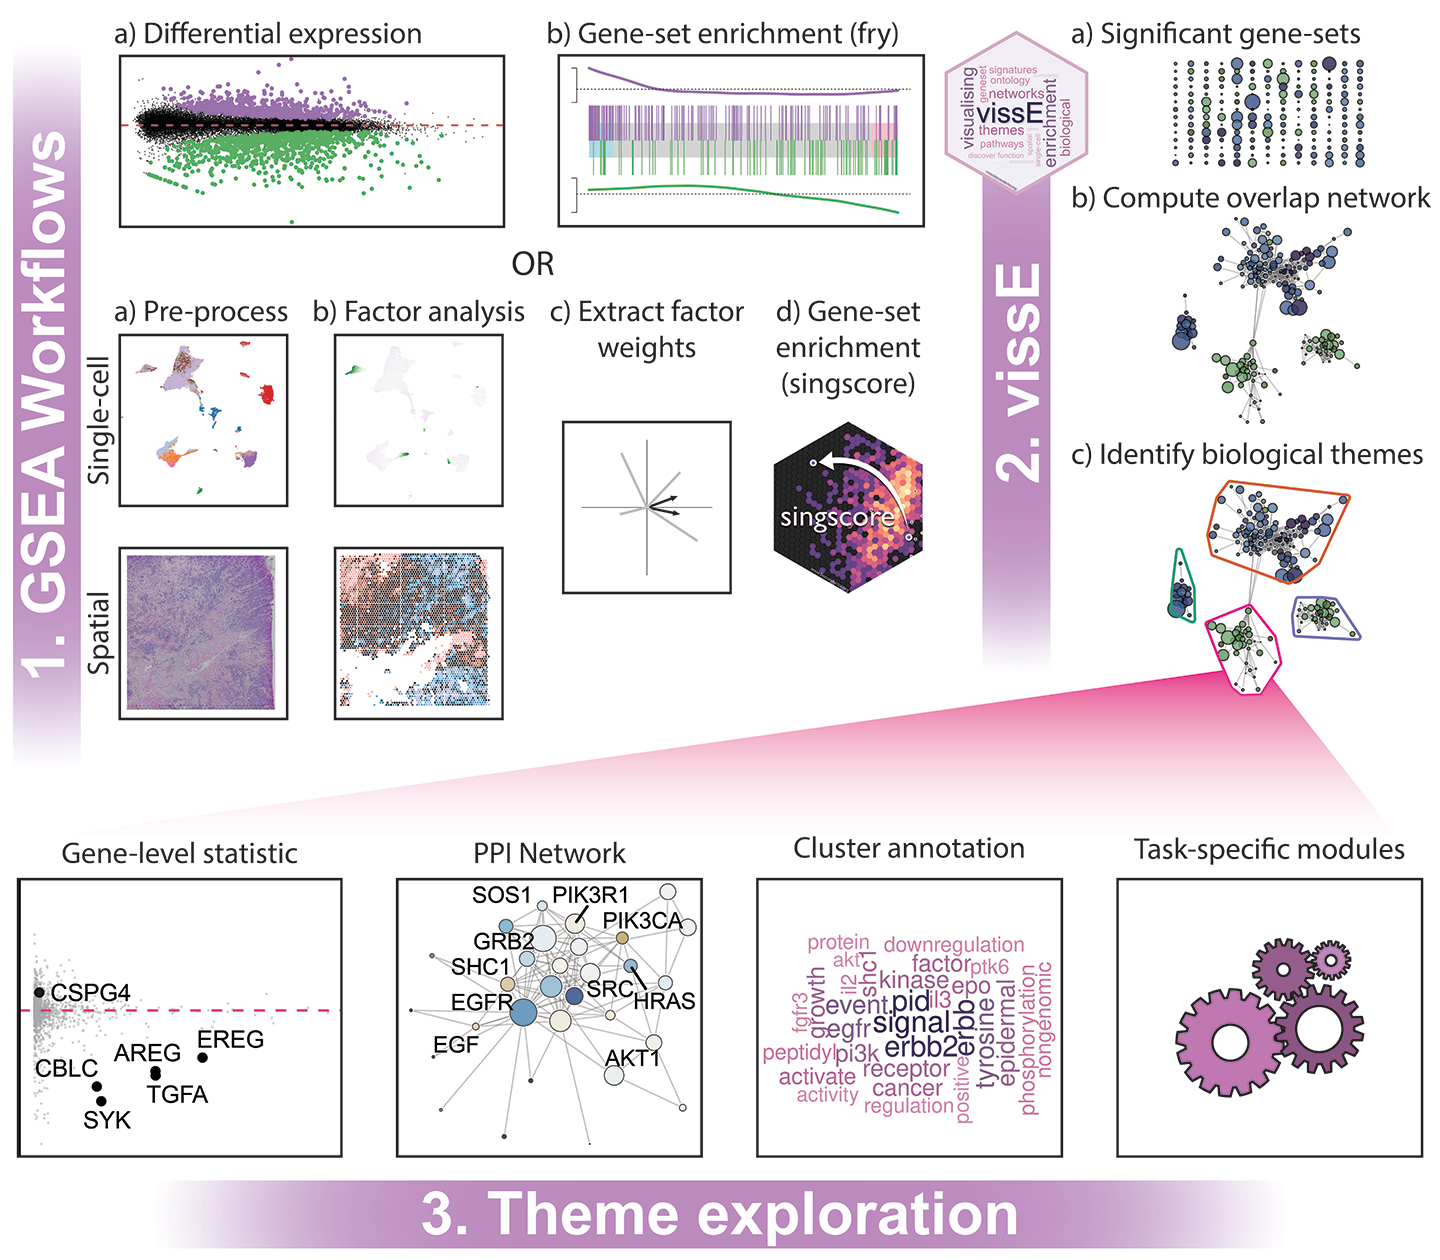 1. GSEA Workflows
a) Differential expression
b) Gene-set enrichment (fry)
OR
a) Pre-process
b) Factor analysis
c) Extract factor
weights
d) Gene-set
enrichment
(singscore)
Single-cell
Spatial
singscore
2. vissE
visualising
geneset
signatures
ontology
networks
vissE
themes
pathways
enrichment
biological
spatial
single-cell
discover function
a) Significant gene-sets
b) Compute overlap network
c) Identify biological themes
Gene-level statistic
CSPG4
EREG
AREG
CBLC
TGFA
SYK
PPI Network
SOS1
PIK3R1
PIK3CA
GRB2
SHC1
SRC
HRAS
EGFR
EGF
AKT1
Cluster annotation
protein
downregulation
akt
shc1
factor
ptk6
il2
kinase
epo
growth
fgfr3
event
pid
il3
egfr
signal
erbb
erbb2
tyrosine
epidermal
phosphorylation
nongenomic
peptidyl
pi3k
receptor
activate
cancer
positive
activity
regulation
Task-specific modules
3. Theme exploration